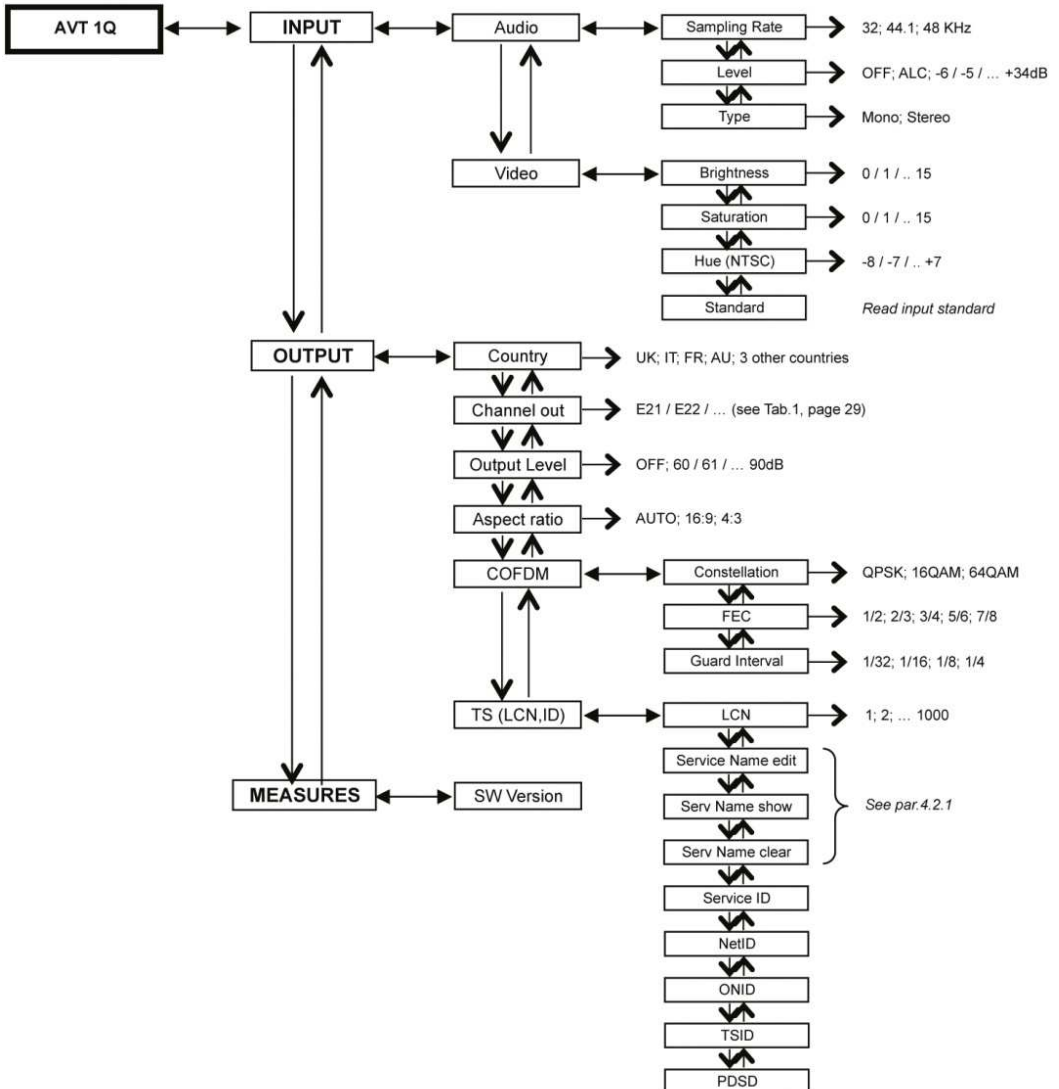 AVT 1Q
INPUT
Audio
Sampling Rate
32; 44.1; 48 KHz
Level
OFF; ALC; -6 / -5 / ... +34dB
Type
Mono; Stereo
Video
Brightness
0 / 1 / .. 15
Saturation
0 / 1 / .. 15
Hue (NTSC)
-8 / -7 / .. +7
Standard
Read input standard
OUTPUT
Country
UK; IT; FR; AU; 3 other countries
Channel out
E21 / E22 / ... (see Tab.1, page 29)
Output Level
OFF; 60 / 61 / ... 90dB
Aspect ratio
AUTO; 16:9; 4:3
COFDM
Constellation
QPSK; 16QAM; 64QAM
FEC
1/2; 2/3; 3/4; 5/6; 7/8
Guard Interval
1/32; 1/16; 1/8; 1/4
TS (LCN,ID)
LCN
1; 2; ... 1000
Service Name edit
Serv Name show
Serv Name clear
See par.4.2.1
Service ID
NetID
ONID
TSID
PDSD
MEASURES
SW Version